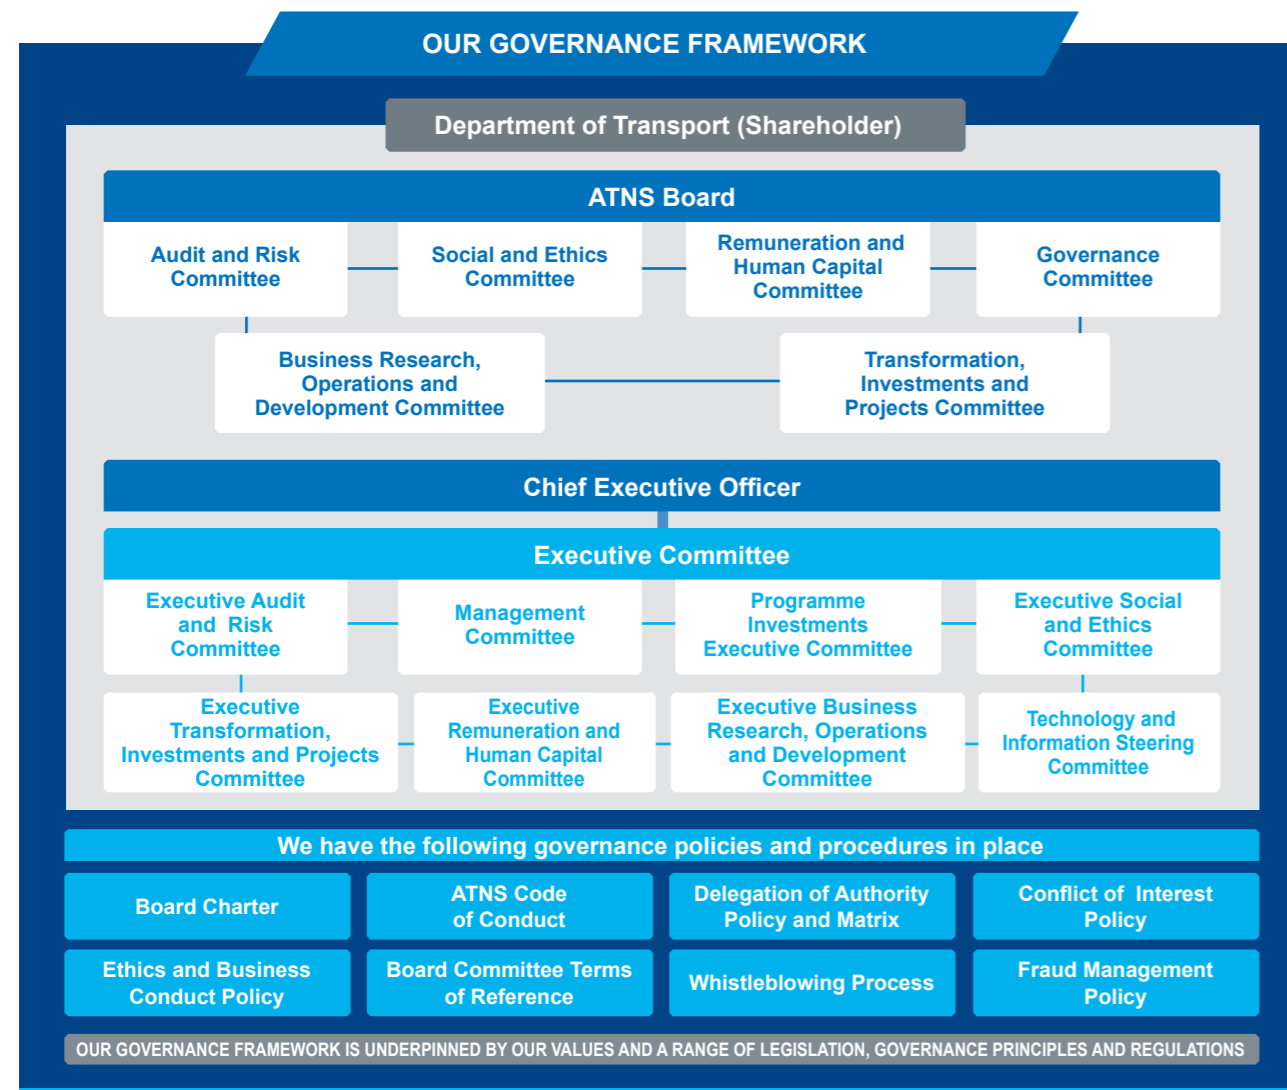 OUR GOVERNANCE FRAMEWORK
Department of Transport (Shareholder)
ATNS Board
Audit and Risk
Committee
Social and Ethics
Committee
Remuneration and
Human Capital
Committee
Governance
Committee
Business Research,
Operations and
Development Committee
Transformation,
Investments and
Projects Committee
Chief Executive Officer
Executive Committee
Executive Audit
and Risk
Committee
Management
Committee
Programme
Investments
Executive Committee
Executive Social
and Ethics
Committee
Executive
Transformation,
Investments and Projects
Committee
Executive
Remuneration and
Human Capital
Committee
Executive Business
Research, Operations
and Development
Committee
Technology and
Information Steering
Committee
We have the following governance policies and procedures in place
Board Charter
ATNS Code
of Conduct
Delegation of Authority
Policy and Matrix
Conflict of Interest
Policy
Ethics and Business
Conduct Policy
Board Committee Terms
of Reference
Whistleblowing Process
Fraud Management
Policy
OUR GOVERNANCE FRAMEWORK IS UNDERPINNED BY OUR VALUES AND A RANGE OF LEGISLATION, GOVERNANCE PRINCIPLES AND REGULATIONS